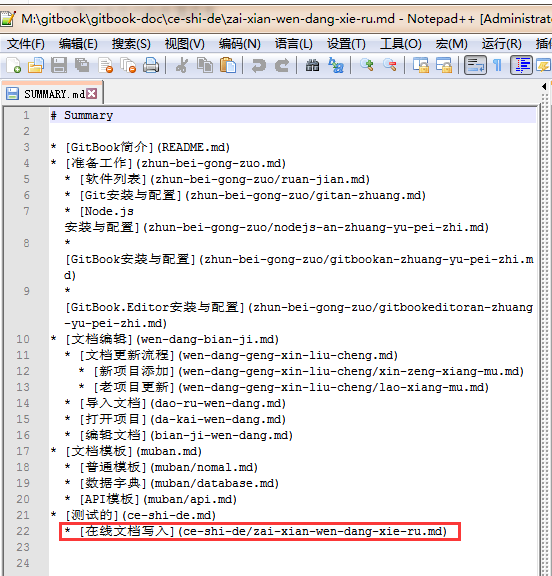 M:\gitbook\gitbook-doc\ce-shi-de\zai-xian-wen-dang-xie-ru.md - Notepad++ [Administrator
文件(F) 编辑(E) 搜索(S) 视图(V) 编码(N) 语言(L) 设置(T) 工具(O) 宏(M) 运行(R) 插件
SUMMARY.md
1 # Summary
2
3 * [GitBook简介](README.md)
4 * [准备工作](zhun-bei-gong-zuo.md)
5 * [软件列表](zhun-bei-gong-zuo/ruan-jian.md)
6 * [Git安装与配置](zhun-bei-gong-zuo/gitan-zhuang.md)
7 * [Node.js
安装与配置](zhun-bei-gong-zuo/nodejs-an-zhuang-yu-pei-zhi.md)
8 *
[GitBook安装与配置](zhun-bei-gong-zuo/gitbookan-zhuang-yu-pei-zhi.m
d)
9 *
[GitBook.Editor安装与配置](zhun-bei-gong-zuo/gitbookeditoran-zhuang
-yu-pei-zhi.md)
10 * [文档编辑](wen-dang-bian-ji.md)
11 * [文档更新流程](wen-dang-geng-xin-liu-cheng.md)
12 * [新项目添加](wen-dang-geng-xin-liu-cheng/xin-zeng-xiang-mu.md)
13 * [老项目更新](wen-dang-geng-xin-liu-cheng/lao-xiang-mu.md)
14 * [导入文档](dao-ru-wen-dang.md)
15 * [打开项目](da-kai-wen-dang.md)
16 * [编辑文档](bian-ji-wen-dang.md)
17 * [文档模板](muban.md)
18 * [普通模板](muban/nomal.md)
19 * [数据字典](muban/database.md)
20 * [API模板](muban/api.md)
21 * [测试的](ce-shi-de.md)
22 * [在线文档写入](ce-shi-de/zai-xian-wen-dang-xie-ru.md)
23
24